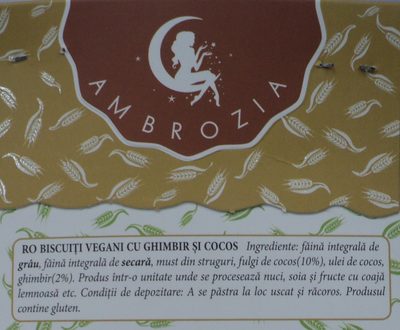 AMBROZIA
RO BISCUIȚI VEGANI CU GHIMBIR ȘI COCOS Ingrediente: făină integrală de
grâu, făină integrală de secară, must din struguri, fulgi de cocos(10%), ulei de cocos,
ghimbir(2%). Produs într-o unitate unde se procesează nuci, soia și fructe cu coajă
lemnoasă etc. Condiții de depozitare: A se păstra la loc uscat și răcoros. Produsul
contine gluten.